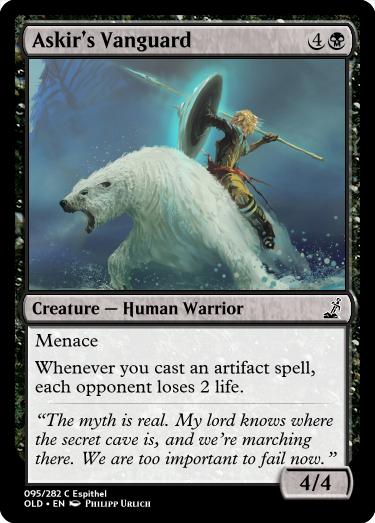 Askir's Vanguard 4
Creature — Human Warrior
Menace
Whenever you cast an artifact spell,
each opponent loses 2 life.
“The myth is real. My lord knows where
the secret cave is, and we’re marching
there. We are too important to fail now.”
4/4
095/282 C Espithel
OLD • EN Philipp Urlich